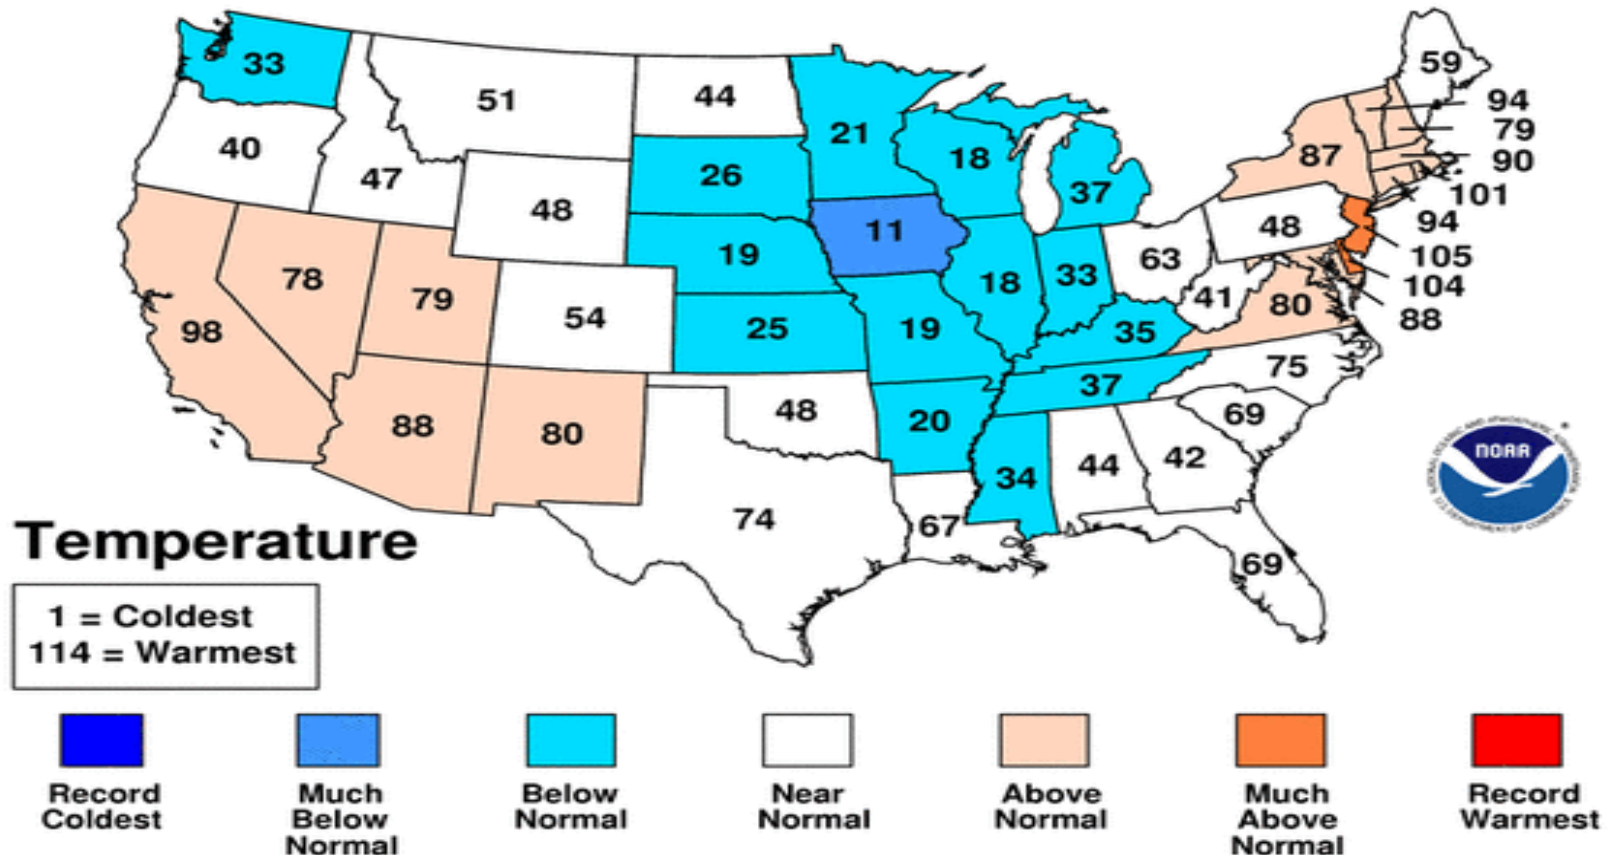 33
51
44
59
94
21
79
40
18
87
90
47
26
37
101
48
11
48
94
19
63
105
78
79
18
33
41
104
80
88
98
54
25
19
35
75
37
88
80
48
20
69
34
44
42
NOAA
74
67
69
Temperature
1 = Coldest
114 = Warmest
Record
Coldest
Much
Below
Normal
Below
Normal
Near
Normal
Above
Normal
Much
Above
Normal
Record
Warmest